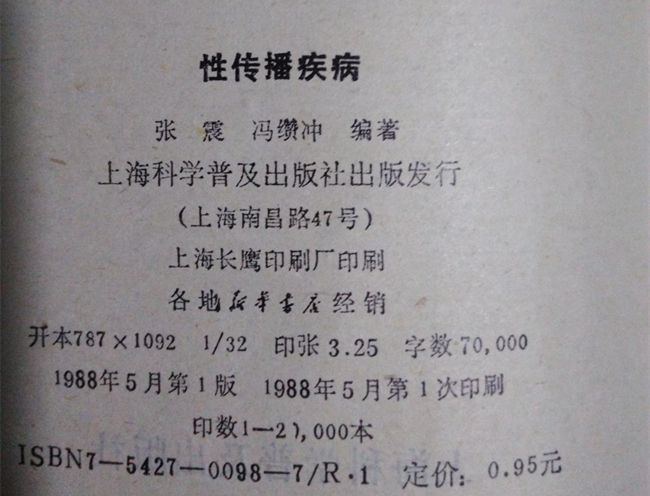 性传播疾病
张 震 冯缵冲 编著
上海科学普及出版社出版发行
(上海南昌路47号)
上海长鹰印刷厂印刷
各地新华书店经销
开本787×1092 1/32 印张3.25 字数70,000
1988年5月第1版 1988年5月第1次印刷
印数1—21,000本
ISBN7—5427—0098—7/R·1 定价: 0.95元